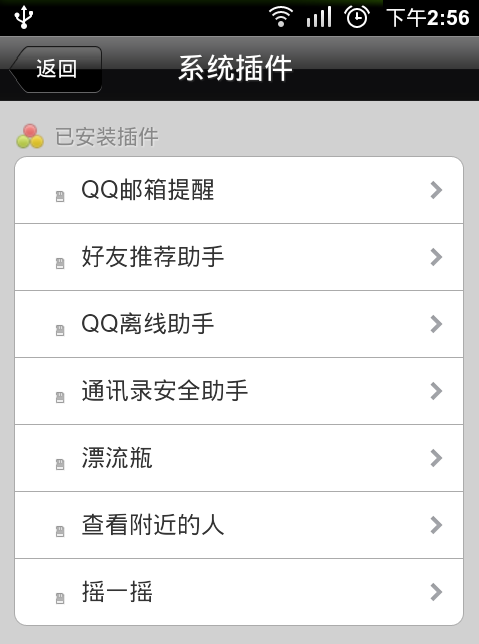 下午2:56
返回
系统插件
已安装插件
QQ邮箱提醒
好友推荐助手
QQ离线助手
通讯录安全助手
漂流瓶
查看附近的人
摇一摇